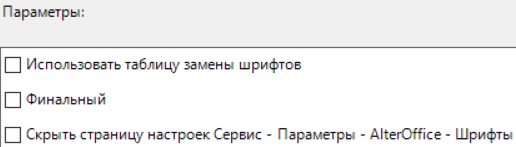 Параметры:
Использовать таблицу замены шрифтов
Финальный
Скрыть страницу настроек Сервис - Параметры - AlterOffice - Шрифты